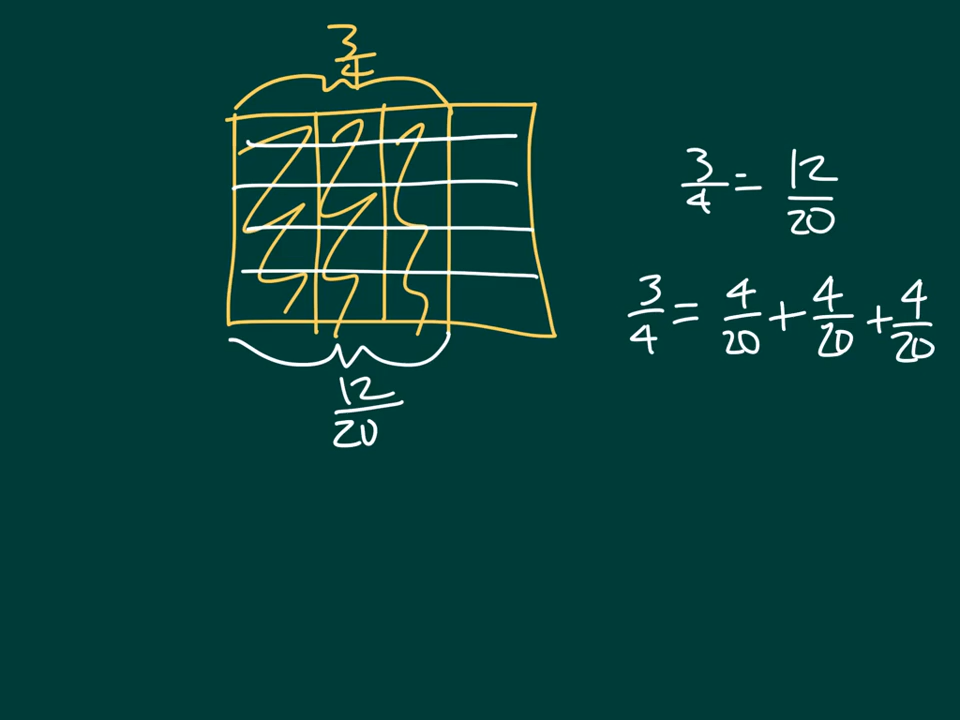 3/4
3/4 = 12/20
3/4 = 4/20 + 4/20 + 4/20
12/20